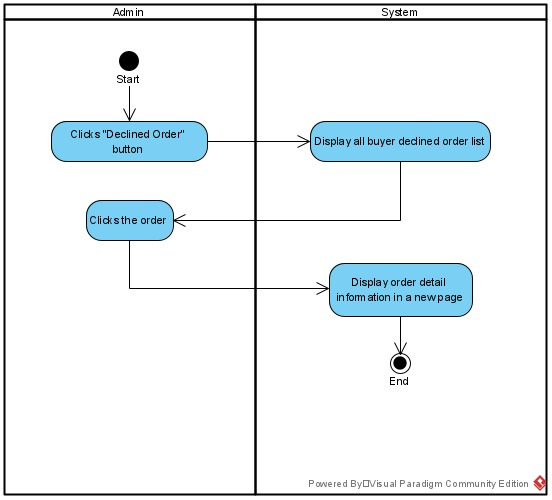 Admin
System
Start
Clicks "Declined Order"
button
Display all buyer declined order list
Clicks the order
Display order detail
information in a new page
End
Powered By□Visual Paradigm Community Edition